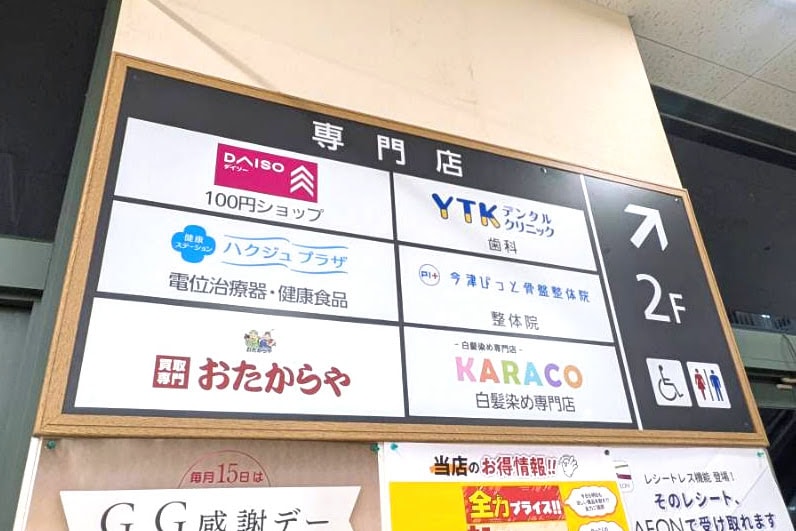 専門店
DAISO
デイソー
100円ショップ
YTK デンタル
クリニック
歯科
健康
ステーション
ハクジュプラザ
電位治療器・健康食品
Pi+
今津ぴっと骨盤整体院
整体院
おたからや
買取
専門
おたからや
- 白髪染め専門店 -
KARACO
白髪染め専門店
2F
毎月15日は
G.G感謝デー
当店のお得情報!!
全力プライス!!
レシートレス機能 登場!
そのレシート、
AEONで受け取れます